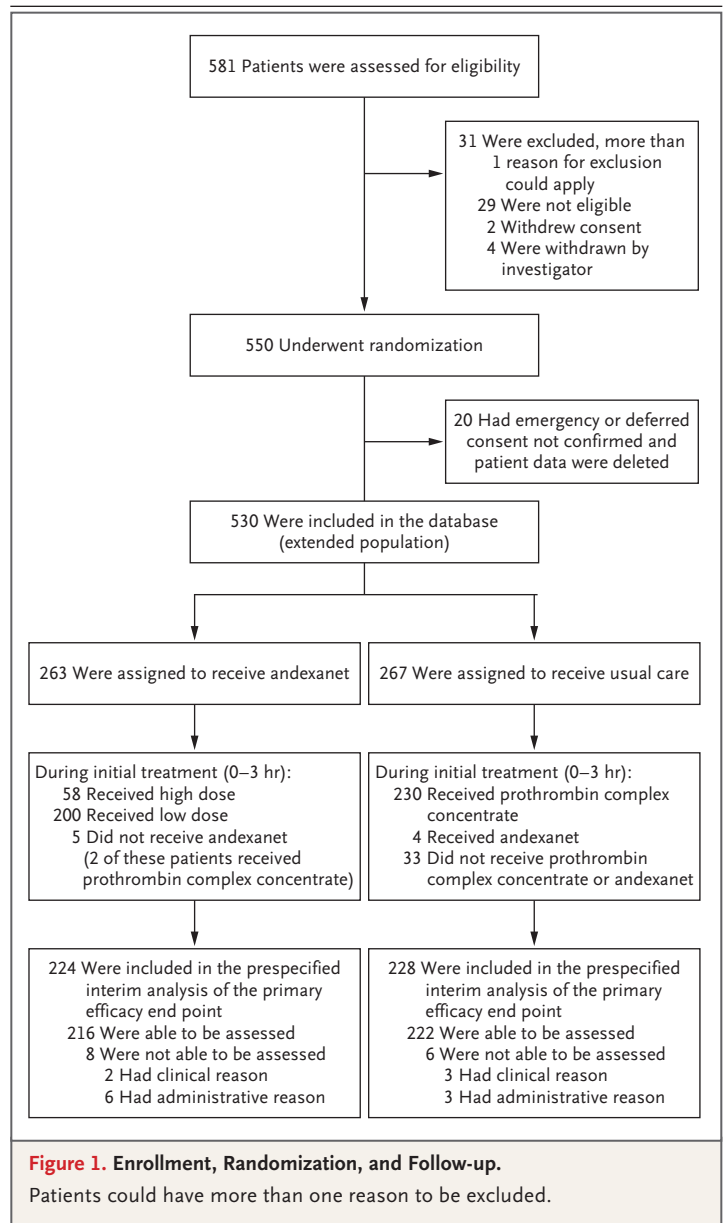 581 Patients were assessed for eligibility
31 Were excluded, more than
1 reason for exclusion
could apply
29 Were not eligible
2 Withdrew consent
4 Were withdrawn by
investigator
550 Underwent randomization
20 Had emergency or deferred
consent not confirmed and
patient data were deleted
530 Were included in the database
(extended population)
263 Were assigned to receive andexanet
267 Were assigned to receive usual care
During initial treatment (0–3 hr):
58 Received high dose
200 Received low dose
5 Did not receive andexanet
(2 of these patients received
prothrombin complex concentrate)
During initial treatment (0–3 hr):
230 Received prothrombin complex
concentrate
4 Received andexanet
33 Did not receive prothrombin
complex concentrate or andexanet
224 Were included in the prespecified
interim analysis of the primary
efficacy end point
216 Were able to be assessed
8 Were not able to be assessed
2 Had clinical reason
6 Had administrative reason
228 Were included in the prespecified
interim analysis of the primary
efficacy end point
222 Were able to be assessed
6 Were not able to be assessed
3 Had clinical reason
3 Had administrative reason
Figure 1. Enrollment, Randomization, and Follow-up.
Patients could have more than one reason to be excluded.